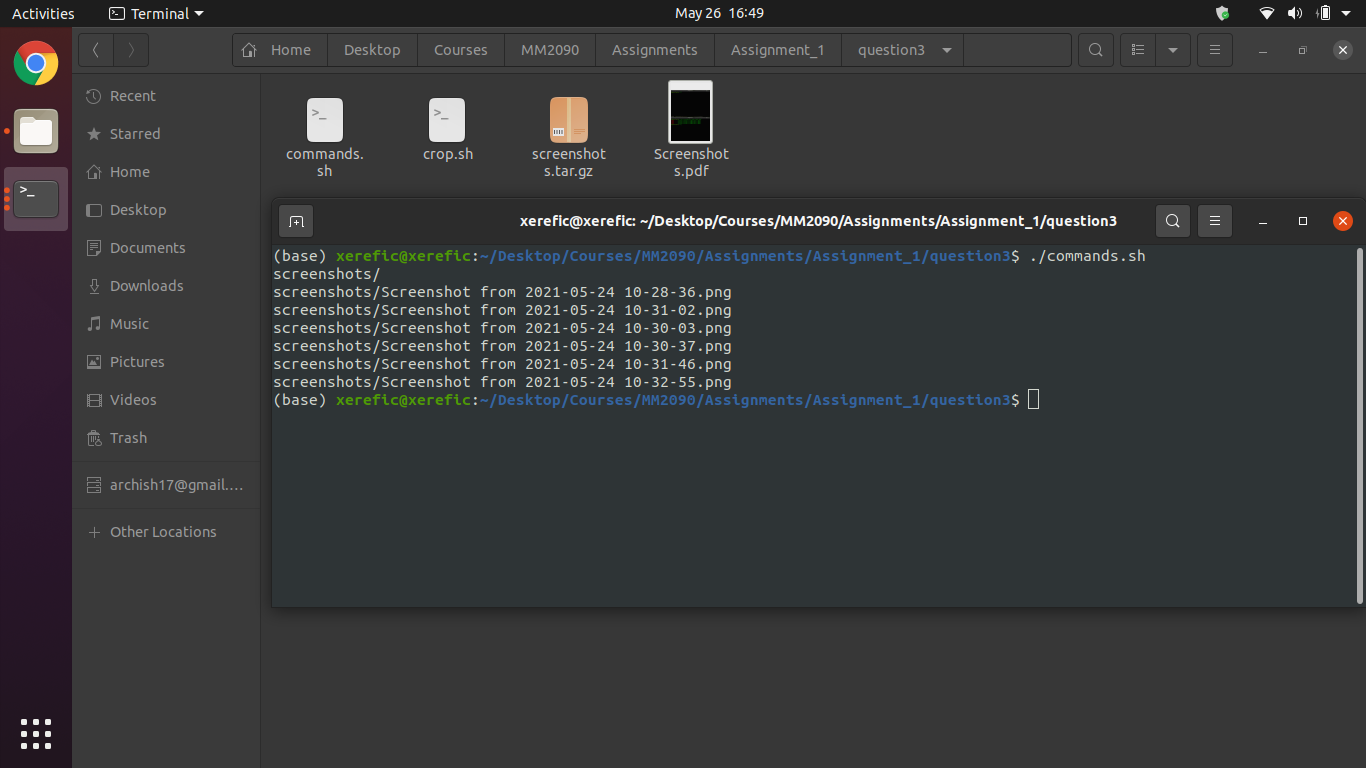 Activities
Terminal
May 26 16:49
Home
Desktop
Courses
MM2090
Assignments
Assignment_1
question3
Recent
Starred
Home
Desktop
Documents
Downloads
Music
Pictures
Videos
Trash
archish17@gmail.…
Other Locations
>_
commands.
sh
>_
crop.sh
screenshot
s.tar.gz
Screenshot
s.pdf
xerefic@xerefic: ~/Desktop/Courses/MM2090/Assignments/Assignment_1/question3
(base) xerefic@xerefic:~/Desktop/Courses/MM2090/Assignments/Assignment_1/question3$ ./commands.sh
screenshots/
screenshots/Screenshot from 2021-05-24 10-28-36.png
screenshots/Screenshot from 2021-05-24 10-31-02.png
screenshots/Screenshot from 2021-05-24 10-30-03.png
screenshots/Screenshot from 2021-05-24 10-30-37.png
screenshots/Screenshot from 2021-05-24 10-31-46.png
screenshots/Screenshot from 2021-05-24 10-32-55.png
(base) xerefic@xerefic:~/Desktop/Courses/MM2090/Assignments/Assignment_1/question3$